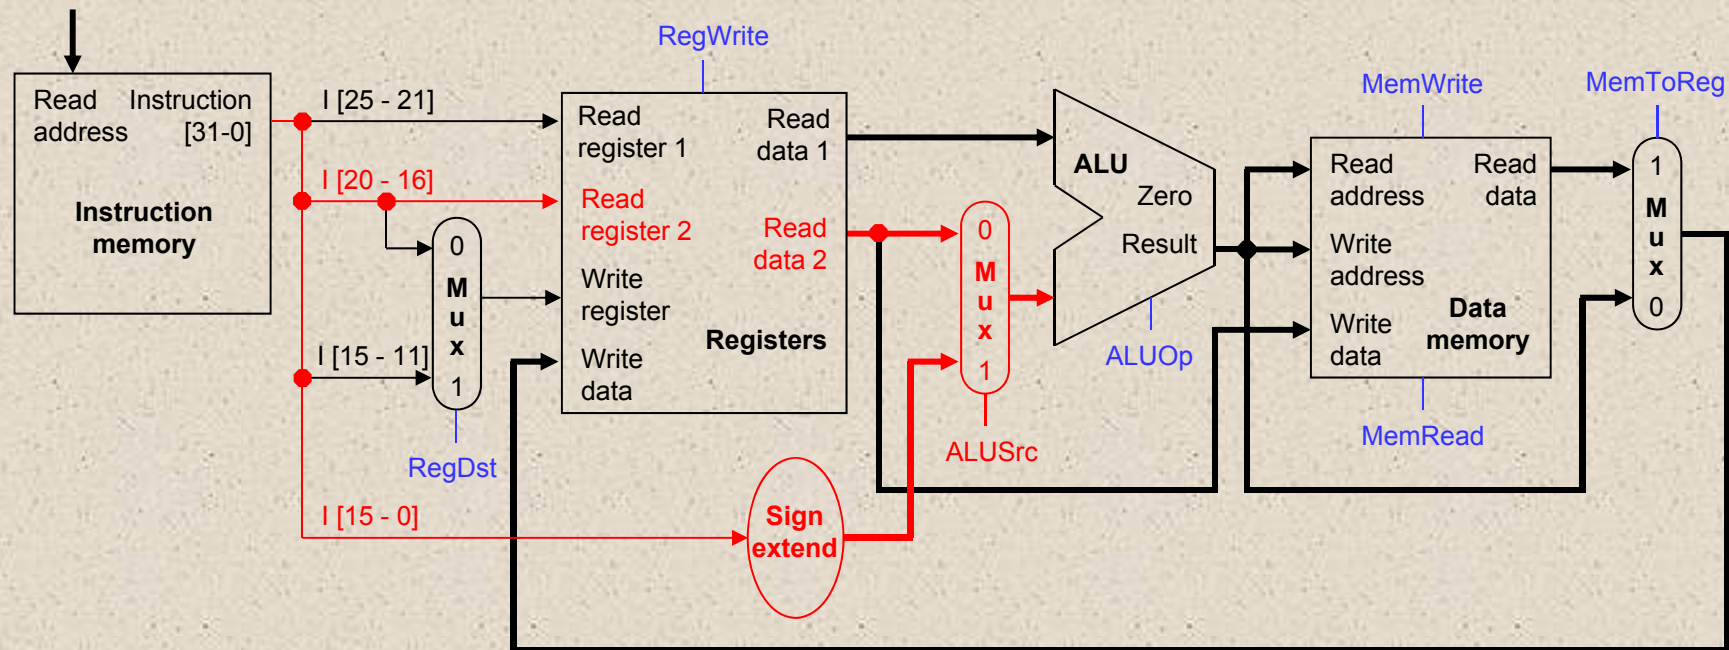 RegWrite
MemWrite
MemToReg
Read address
Instruction [31-0]
Instruction memory
I [25 - 21]
I [20 - 16]
I [15 - 11]
I [15 - 0]
0
M
u
x
1
RegDst
Read register 1
Read register 2
Write register
Write data
Read data 1
Read data 2
Registers
Sign extend
0
M
u
x
1
ALUSrc
ALU
Zero
Result
ALUOp
Read address
Write address
Write data
Read data
Data memory
MemRead
1
M
u
x
0